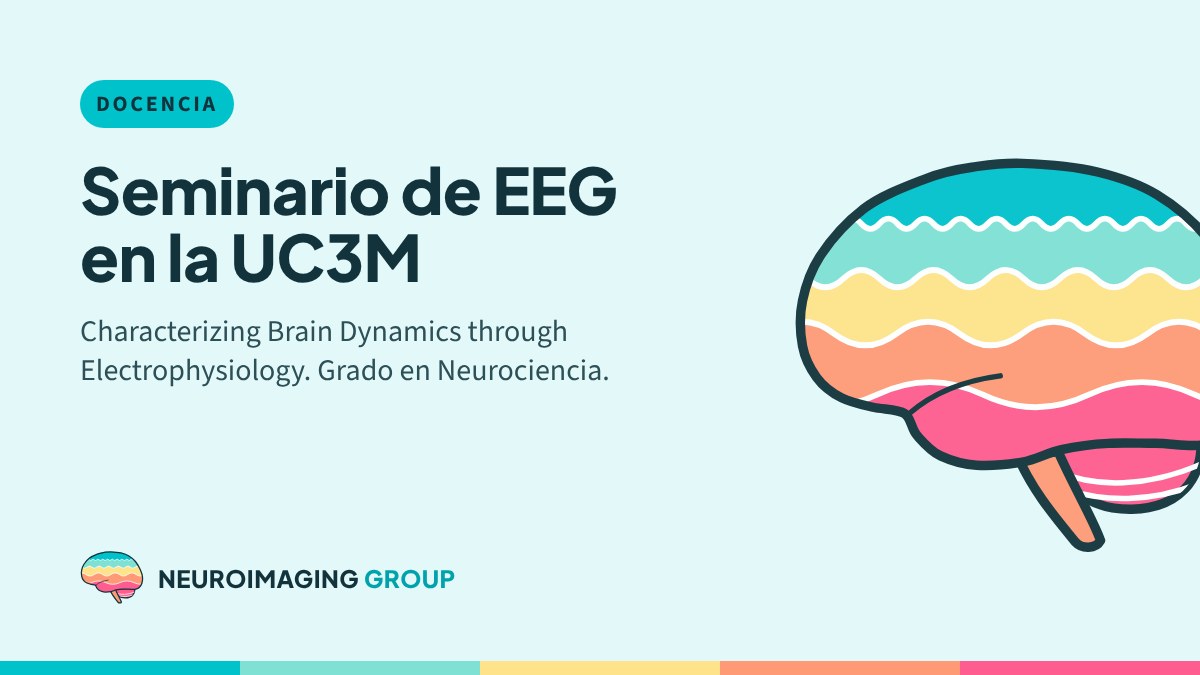 DOCENCIA
Seminario de EEG
en la UC3M
Characterizing Brain Dynamics through
Electrophysiology. Grado en Neurociencia.
NEUROIMAGING GROUP